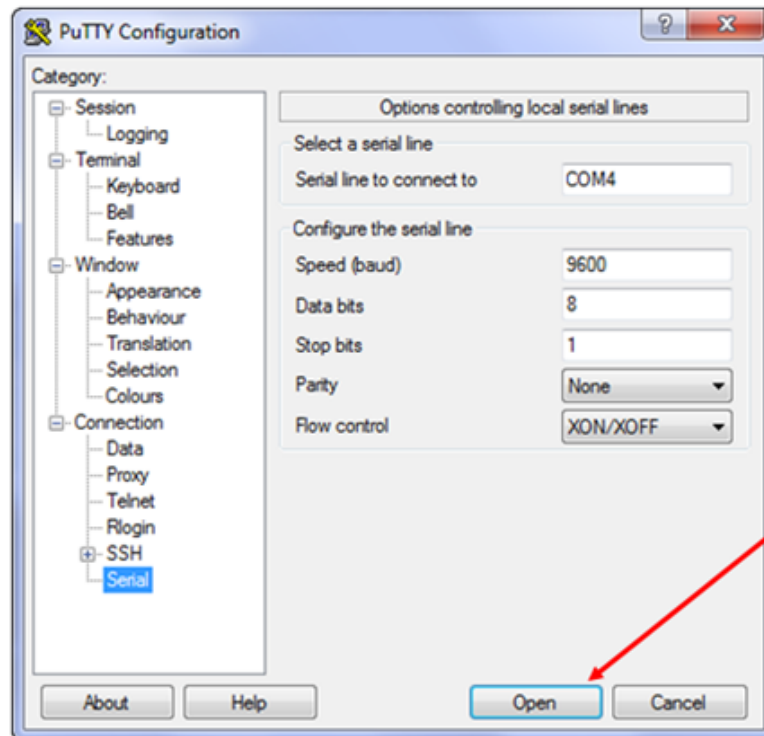 PuTTY Configuration
Category:
Session
Logging
Terminal
Keyboard
Bell
Features
Window
Appearance
Behaviour
Translation
Selection
Colours
Connection
Data
Proxy
Telnet
Rlogin
SSH
Serial
Options controlling local serial lines
Select a serial line
Serial line to connect to COM4
Configure the serial line
Speed (baud) 9600
Data bits 8
Stop bits 1
Parity None
Flow control XON/XOFF
About Help Open Cancel